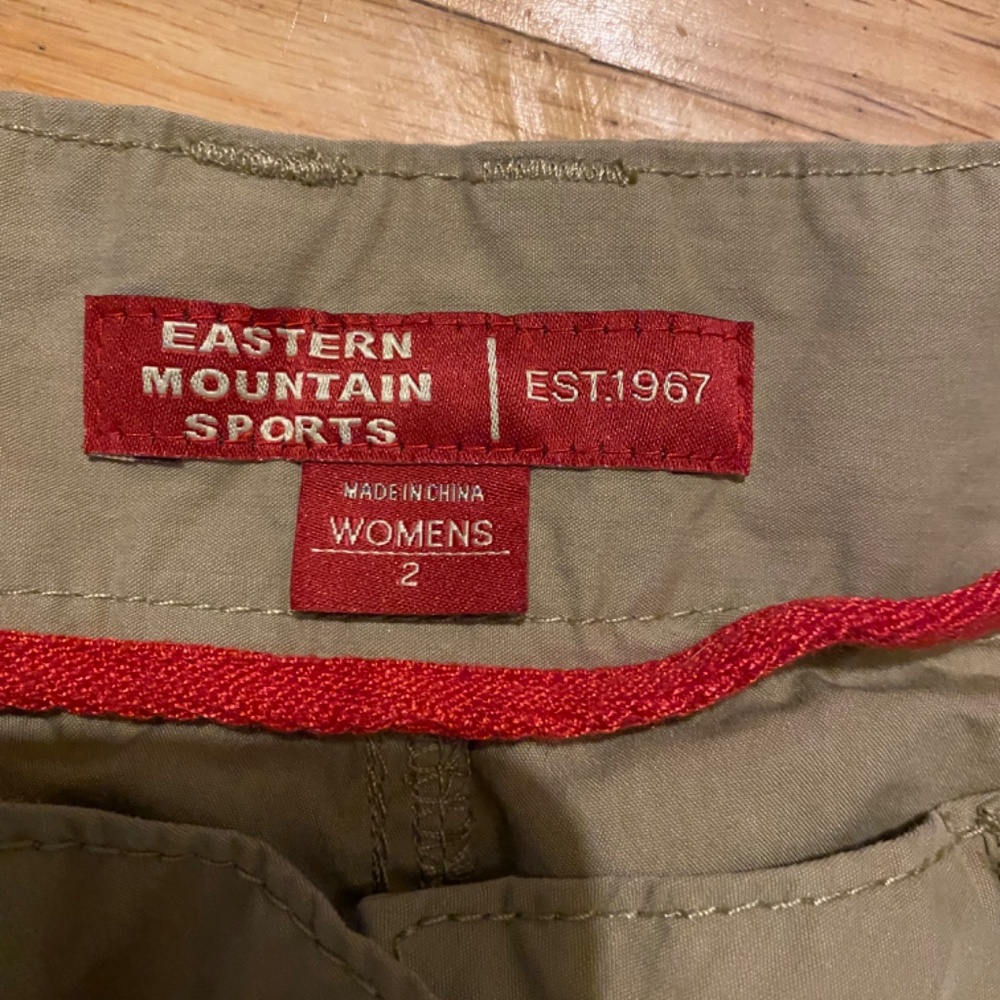 EASTERN
MOUNTAIN
SPORTS
EST.1967
MADE IN CHINA
WOMENS
2